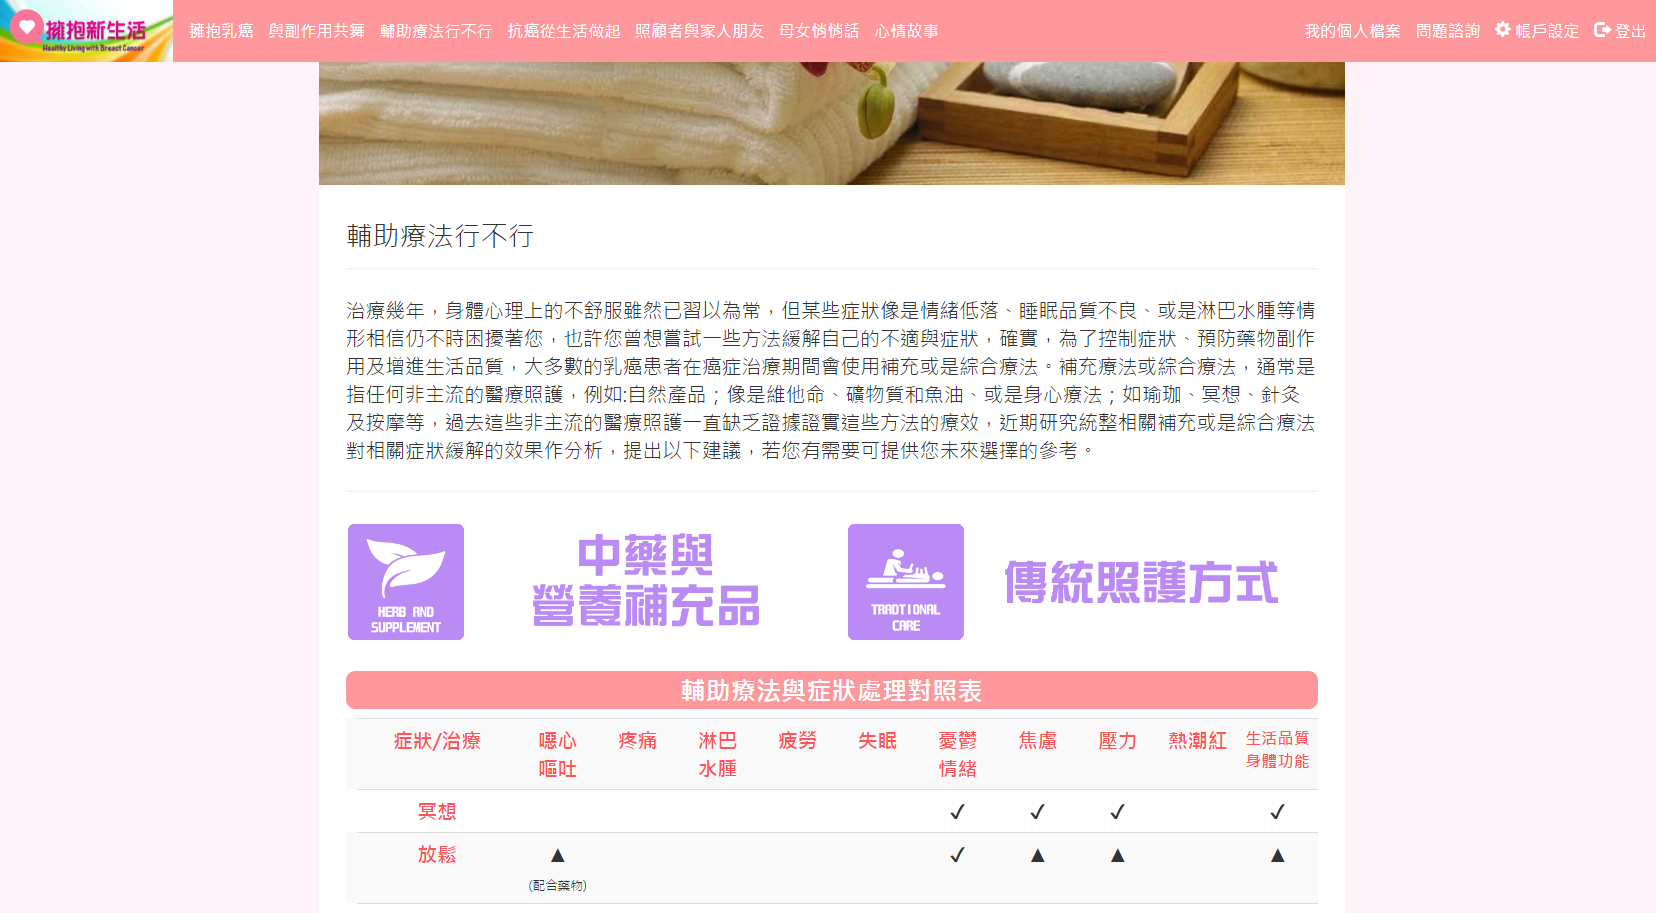 擁抱新生活
Healthy Living with Breast Cancer
擁抱乳癌 與副作用共舞 輔助療法行不行 抗癌從生活做起 照顧者與家人朋友 母女悄悄話 心情故事
我的個人檔案 問題諮詢 帳戶設定 登出
輔助療法行不行
治療幾年，身體心理上的不舒服雖然已習以為常，但某些症狀像是情緒低落、睡眠品質不良、或是淋巴水腫等情
形相信仍不時困擾著您，也許您曾想嘗試一些方法緩解自己的不適與症狀，確實，為了控制症狀、預防藥物副作
用及增進生活品質，大多數的乳癌患者在癌症治療期間會使用補充或是綜合療法。補充療法或綜合療法，通常是
指任何非主流的醫療照護，例如:自然產品；像是維他命、礦物質和魚油、或是身心療法；如瑜珈、冥想、針灸
及按摩等，過去這些非主流的醫療照護一直缺乏證據證實這些方法的療效，近期研究統整相關補充或是綜合療法
對相關症狀緩解的效果作分析，提出以下建議，若您有需要可提供您未來選擇的參考。
HERB AND
SUPPLEMENT
中藥與
營養補充品
TRADTIONAL
CARE
傳統照護方式
輔助療法與症狀處理對照表
症狀/治療 噁心 疼痛 淋巴 疲勞 失眠 憂鬱 焦慮 壓力 熱潮紅 生活品質
嘔吐 水腫 情緒 身體功能
冥想 ✓ ✓ ✓ ✓
放鬆 ▲ ✓ ▲ ▲ ▲
(配合藥物)